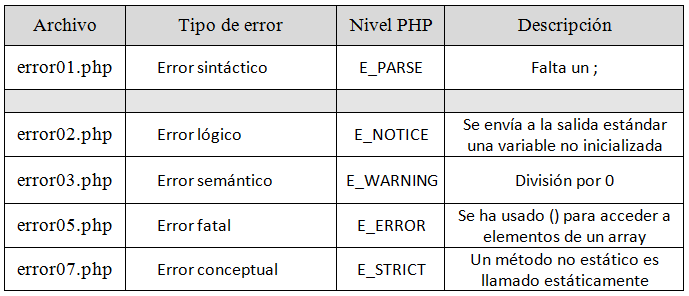 Archivo Tipo de error Nivel PHP Descripción
error01.php Error sintáctico E_PARSE Falta un ;
error02.php Error lógico E_NOTICE Se envía a la salida estándar
una variable no inicializada
error03.php Error semántico E_WARNING División por 0
error05.php Error fatal E_ERROR Se ha usado () para acceder a
elementos de un array
error07.php Error conceptual E_STRICT Un método no estático es
llamado estáticamente